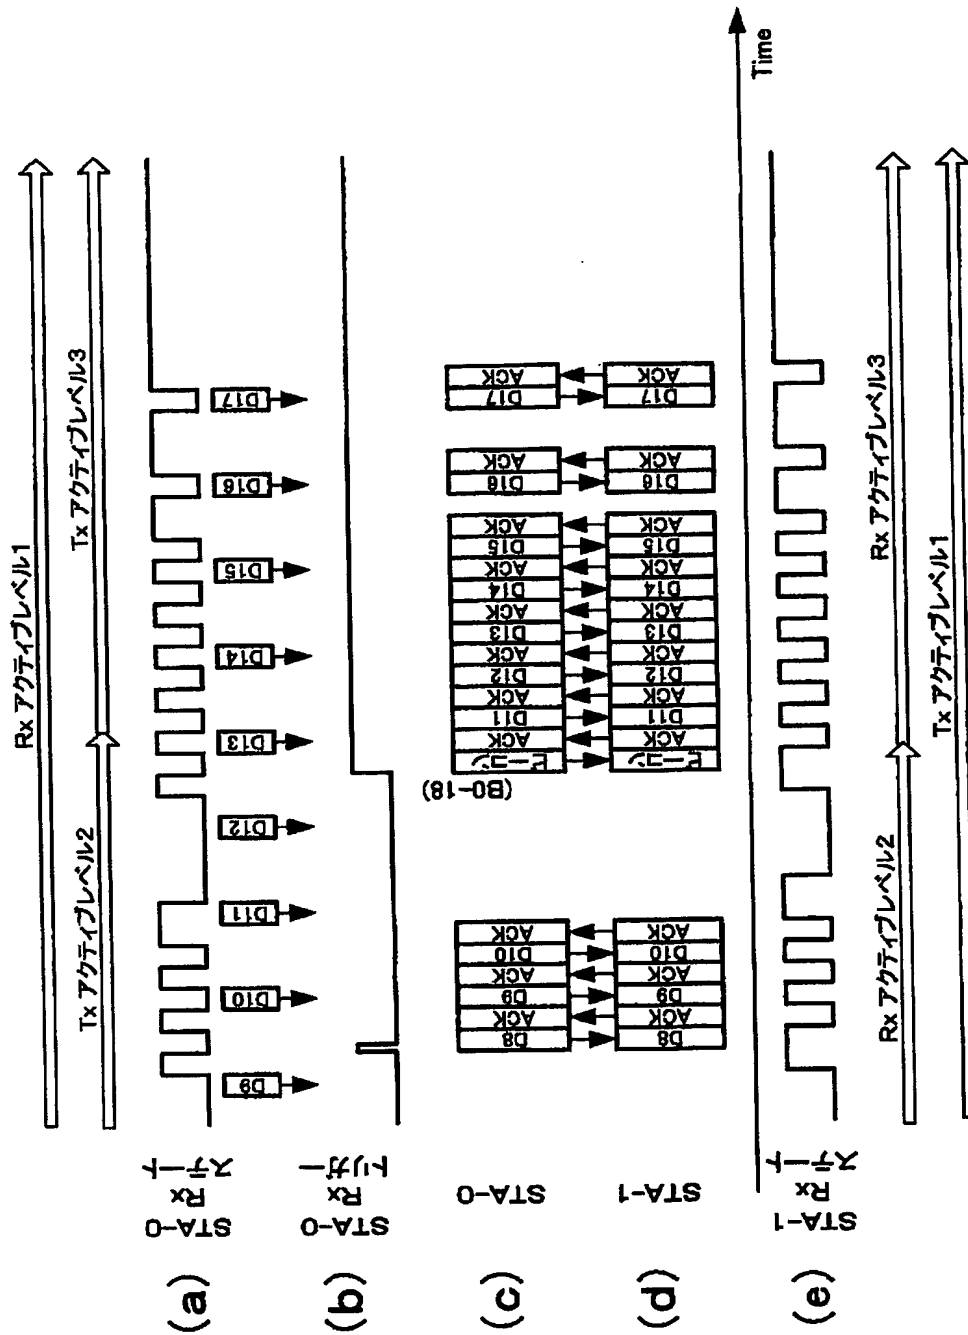 Rx アクティブレベル1
Tx アクティブレベル2
Tx アクティブレベル3
(a)
STA-0
Rx
ステート
D9
D10
D11
D12
D13
D14
D15
D16
D17
(b)
STA-0
Rx
トリガー
(c)
STA-0
D8
ACK
D9
ACK
D10
ACK
(B0-18)
ビーコン
ACK
D11
ACK
D12
ACK
D13
ACK
D14
ACK
D15
ACK
D16
ACK
D17
ACK
(d)
STA-1
D8
ACK
D9
ACK
D10
ACK
ビーコン
ACK
D11
ACK
D12
ACK
D13
ACK
D14
ACK
D15
ACK
D16
ACK
D17
ACK
Time
(e)
STA-1
Rx
ステート
Rx アクティブレベル2
Rx アクティブレベル3
Tx アクティブレベル1